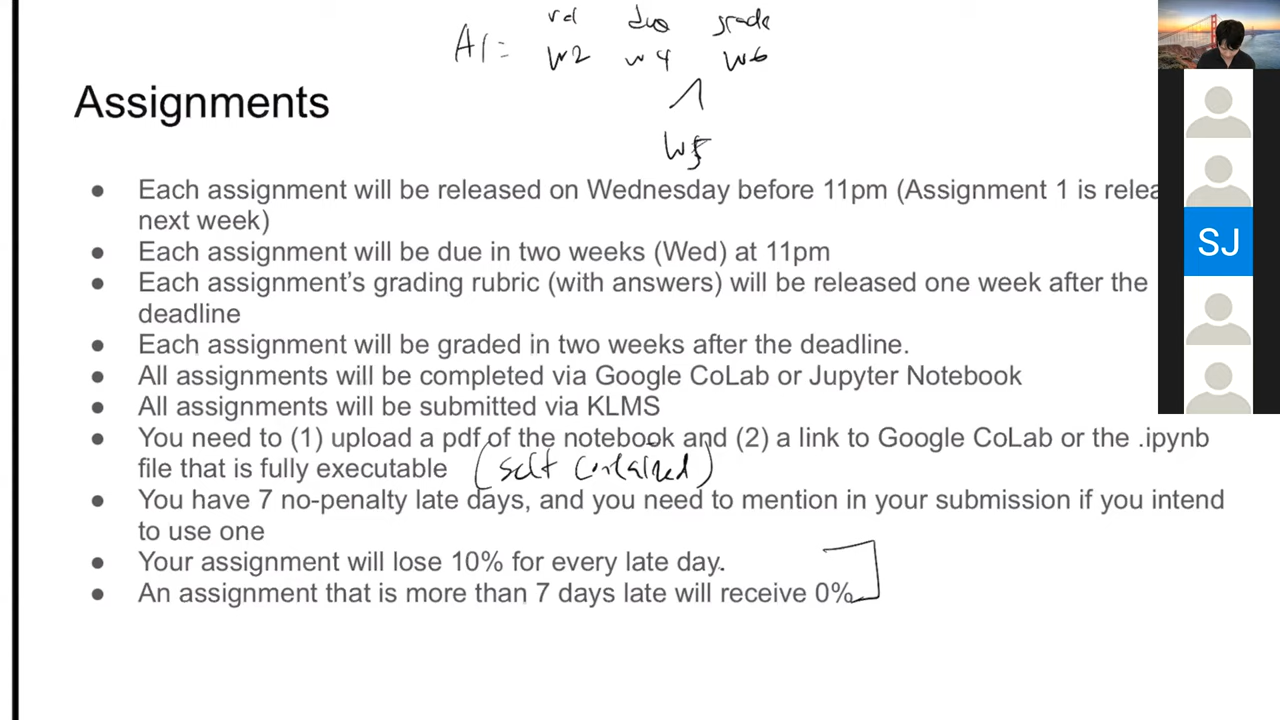 rel due grade
A1= W2 W4 W6
Assignments
W5
● Each assignment will be released on Wednesday before 11pm (Assignment 1 is relea
next week)
● Each assignment will be due in two weeks (Wed) at 11pm
● Each assignment’s grading rubric (with answers) will be released one week after the
deadline
● Each assignment will be graded in two weeks after the deadline.
● All assignments will be completed via Google CoLab or Jupyter Notebook
● All assignments will be submitted via KLMS
● You need to (1) upload a pdf of the notebook and (2) a link to Google CoLab or the .ipynb
file that is fully executable (self contained)
● You have 7 no-penalty late days, and you need to mention in your submission if you intend
to use one
● Your assignment will lose 10% for every late day.
● An assignment that is more than 7 days late will receive 0%
SJ